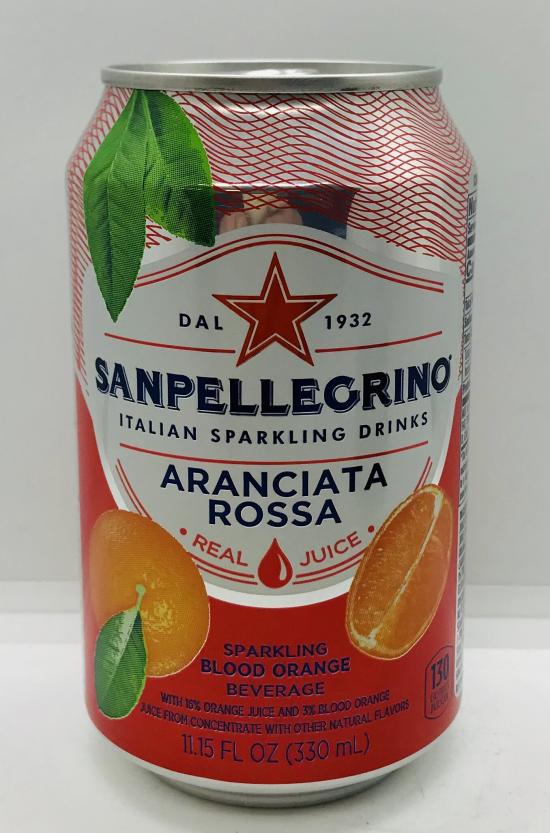 DAL 1932
SANPELLEGRINO
ITALIAN SPARKLING DRINKS
ARANCIATA
ROSSA
• REAL JUICE •
SPARKLING
BLOOD ORANGE
BEVERAGE
WITH 16% ORANGE JUICE AND 3% BLOOD ORANGE
JUICE FROM CONCENTRATE WITH OTHER NATURAL FLAVORS
11.15 FL OZ (330 mL)
130